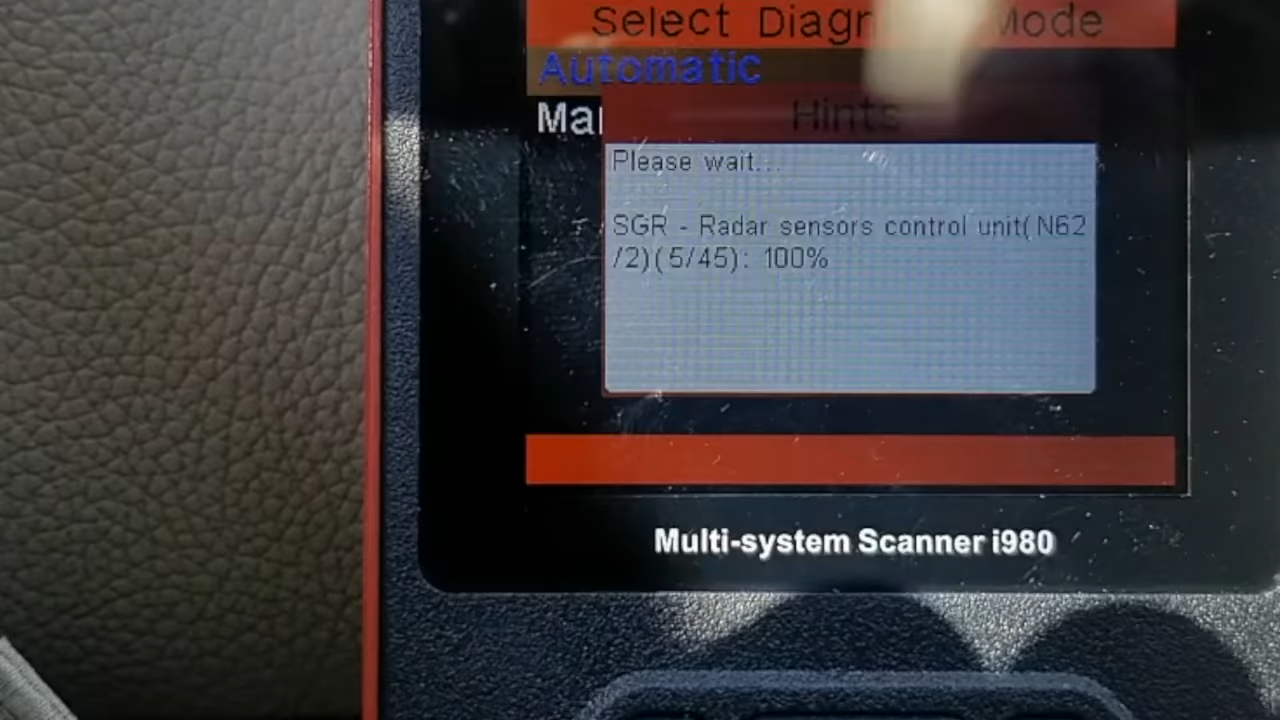 Select Diagn Mode
Automatic
Ma
Hints
Please wait...
SGR - Radar sensors control unit(N62
/2)(5/45): 100%
Multi-system Scanner i980